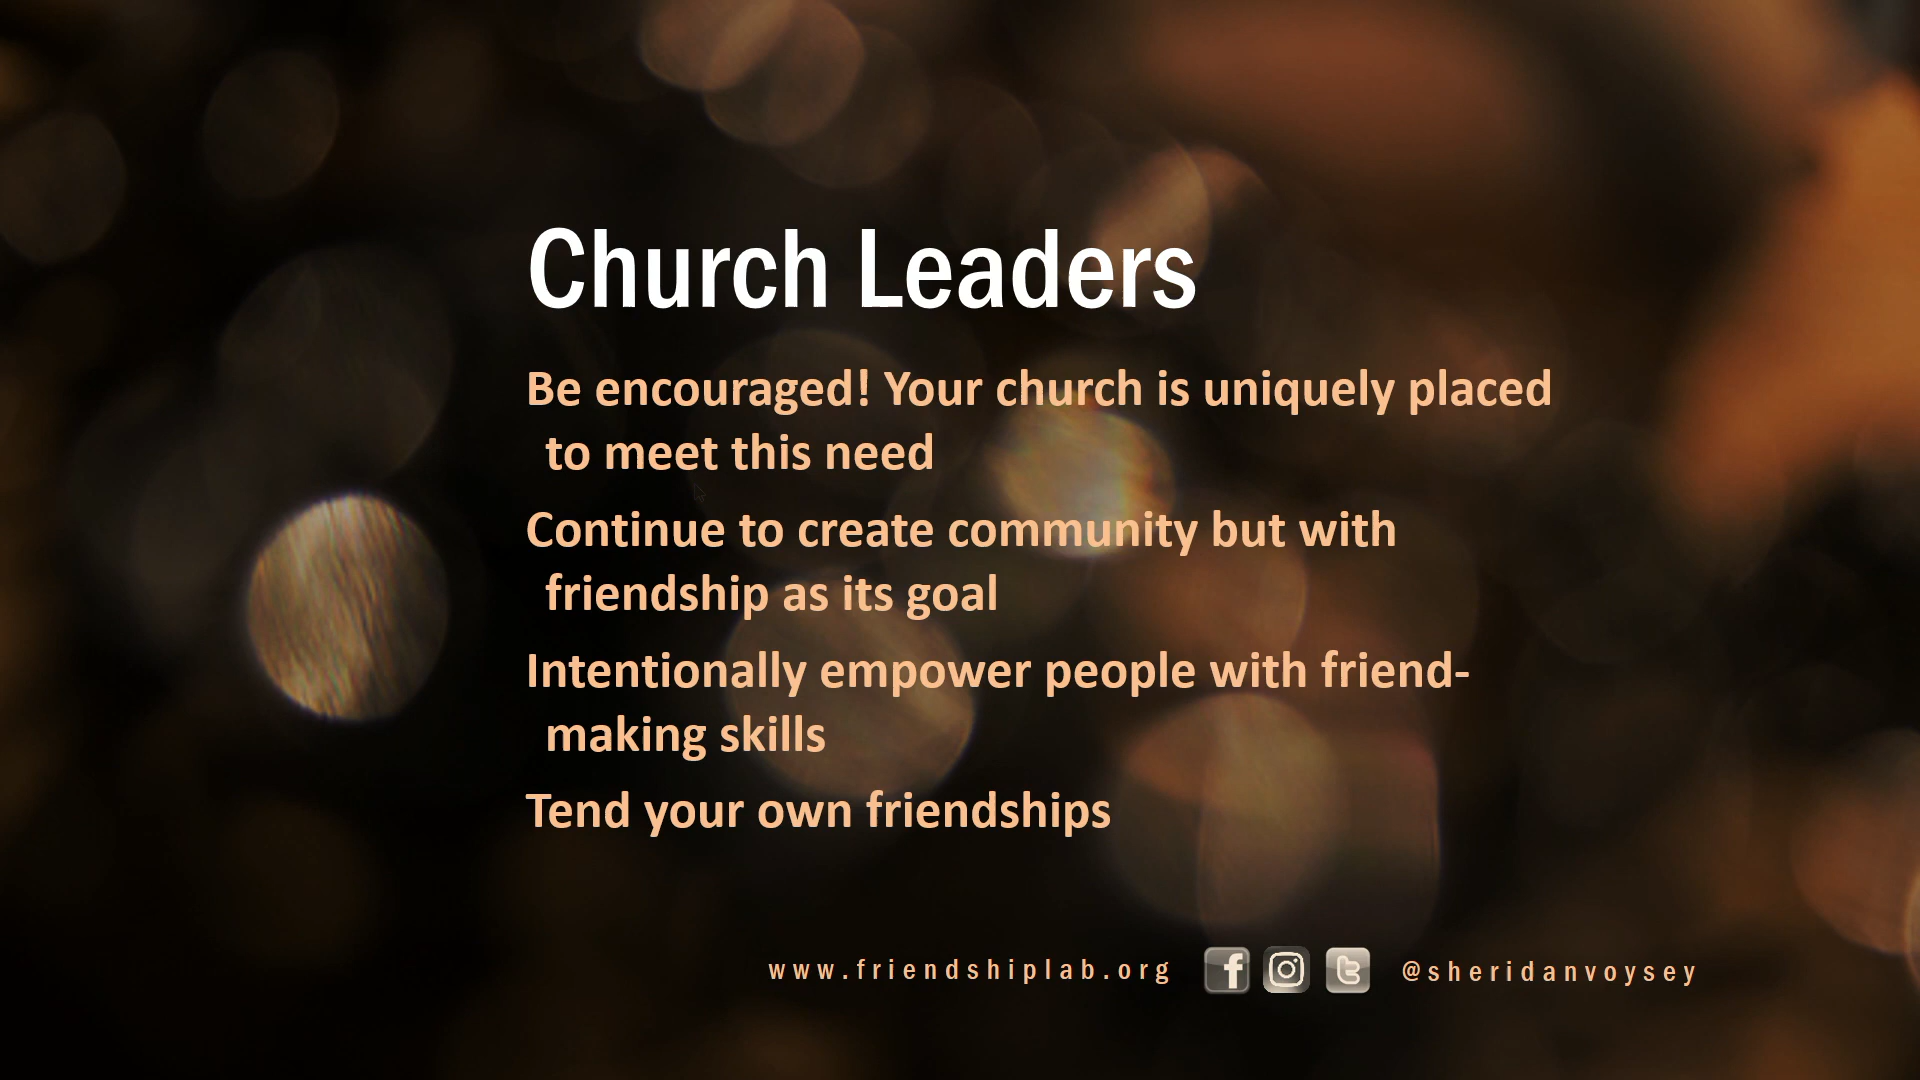 Church Leaders
Be encouraged! Your church is uniquely placed
to meet this need
Continue to create community but with
friendship as its goal
Intentionally empower people with friend-
making skills
Tend your own friendships
www.friendshiplab.org @sheridanvoysey